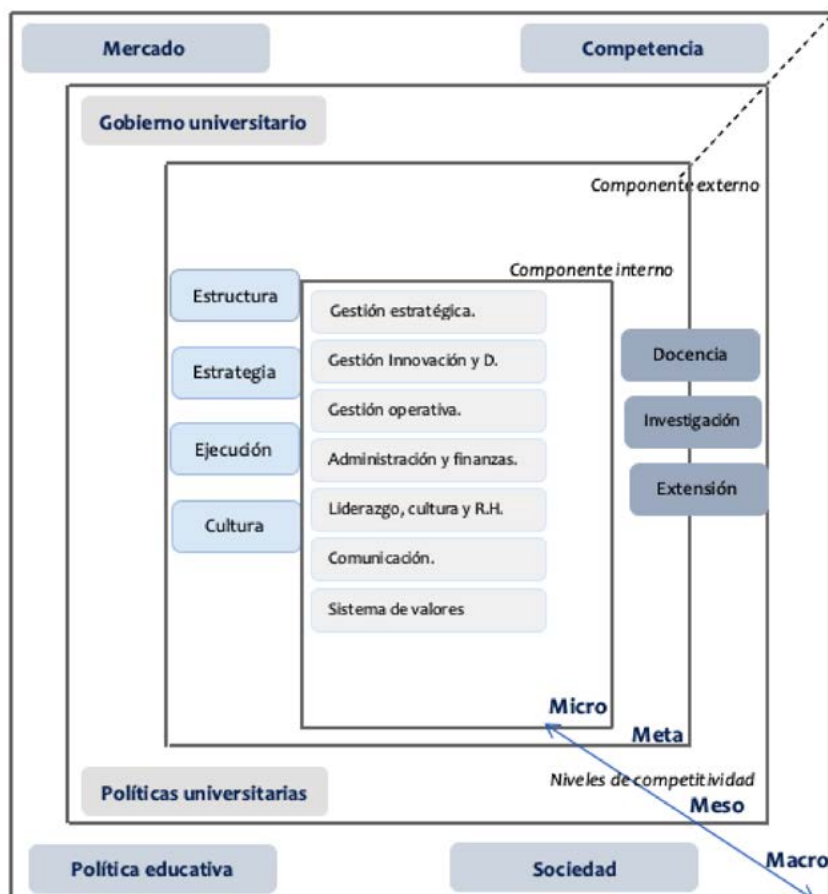 Mercado
Competencia
Gobierno universitario
Componente externo
Componente interno
Estructura
Estrategia
Ejecución
Cultura
Gestión estratégica.
Gestión Innovación y D.
Gestión operativa.
Administración y finanzas.
Liderazgo, cultura y R.H.
Comunicación.
Sistema de valores
Docencia
Investigación
Extensión
Micro
Meta
Niveles de competitividad
Meso
Macro
Políticas universitarias
Política educativa
Sociedad